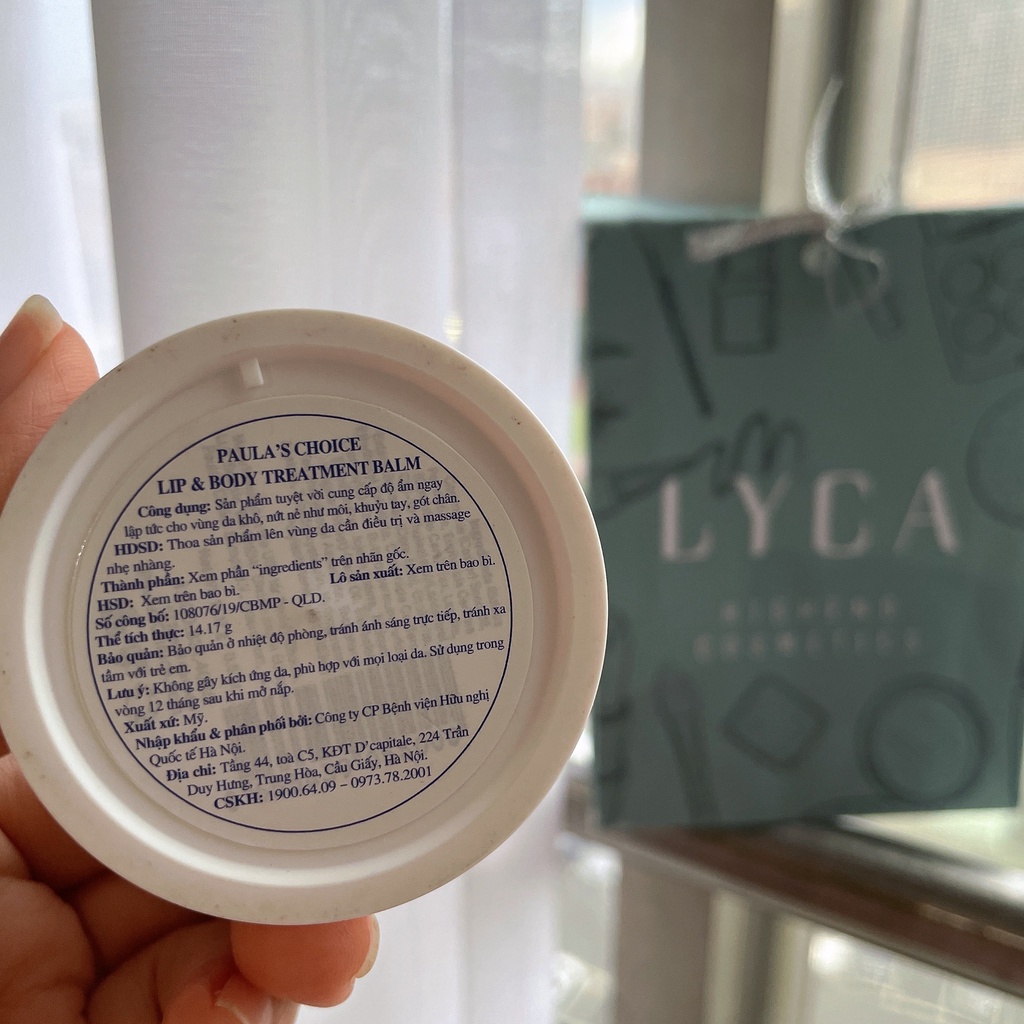 PAULA'S CHOICE
LIP & BODY TREATMENT BALM
Công dụng: Sản phẩm tuyệt vời cung cấp độ ẩm ngay
lập tức cho vùng da khô, nứt nẻ như môi, khuỷu tay, gót chân.
HDSD: Thoa sản phẩm lên vùng da cần điều trị và massage
nhẹ nhàng.
Thành phần: Xem phần "ingredients" trên nhãn gốc.
HSD: Xem trên bao bì. Lô sản xuất: Xem trên bao bì.
Số công bố: 108076/19/CBMP - QLD.
Thể tích thực: 14.17 g
Bảo quản: Bảo quản ở nhiệt độ phòng, tránh ánh sáng trực tiếp, tránh xa
tầm với trẻ em.
Lưu ý: Không gây kích ứng da, phù hợp với mọi loại da. Sử dụng trong
vòng 12 tháng sau khi mở nắp.
Xuất xứ: Mỹ.
Nhập khẩu & phân phối bởi: Công ty CP Bệnh viện Hữu nghị
Quốc tế Hà Nội.
Địa chỉ: Tầng 44, toà C5, KĐT D'capitale, 224 Trần
Duy Hưng, Trung Hòa, Cầu Giấy, Hà Nội.
CSKH: 1900.64.09 – 0973.78.2001
LYCA